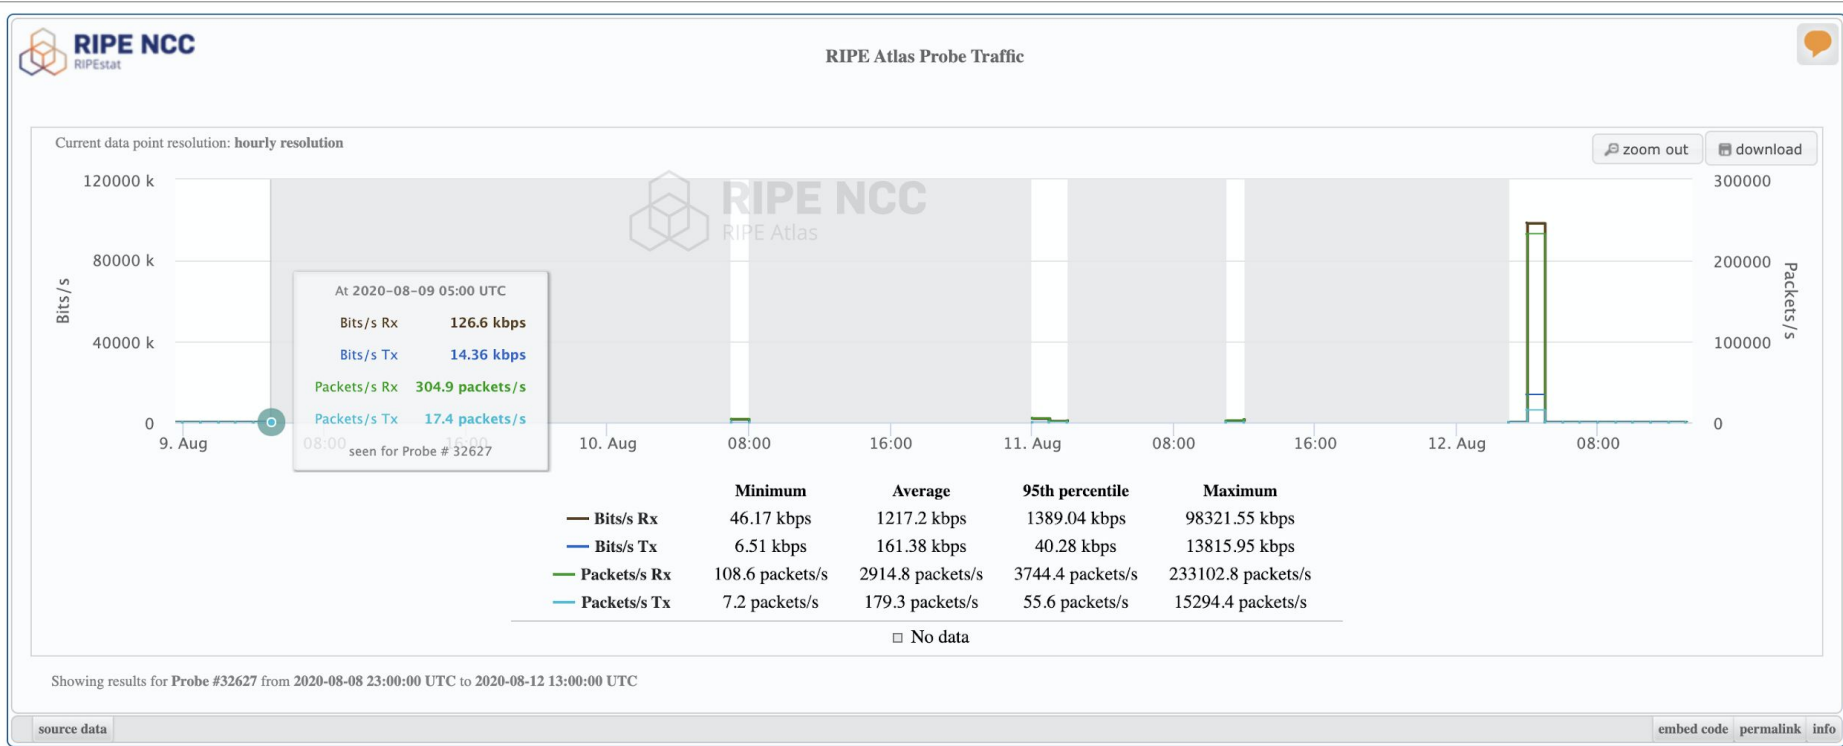 RIPE NCC
RIPEstat
RIPE Atlas Probe Traffic
Current data point resolution: hourly resolution
zoom out
download
120000 k
80000 k
40000 k
0
Bits/s
RIPE NCC
RIPE Atlas
300000
200000
100000
0
Packets/s
At 2020-08-09 05:00 UTC
Bits/s Rx 126.6 kbps
Bits/s Tx 14.36 kbps
Packets/s Rx 304.9 packets/s
Packets/s Tx 17.4 packets/s
seen for Probe # 32627
9. Aug 08:00 16:00 10. Aug 08:00 16:00 11. Aug 08:00 16:00 12. Aug 08:00
Minimum Average 95th percentile Maximum
Bits/s Rx 46.17 kbps 1217.2 kbps 1389.04 kbps 98321.55 kbps
Bits/s Tx 6.51 kbps 161.38 kbps 40.28 kbps 13815.95 kbps
Packets/s Rx 108.6 packets/s 2914.8 packets/s 3744.4 packets/s 233102.8 packets/s
Packets/s Tx 7.2 packets/s 179.3 packets/s 55.6 packets/s 15294.4 packets/s
No data
Showing results for Probe #32627 from 2020-08-08 23:00:00 UTC to 2020-08-12 13:00:00 UTC
source data
embed code permalink info